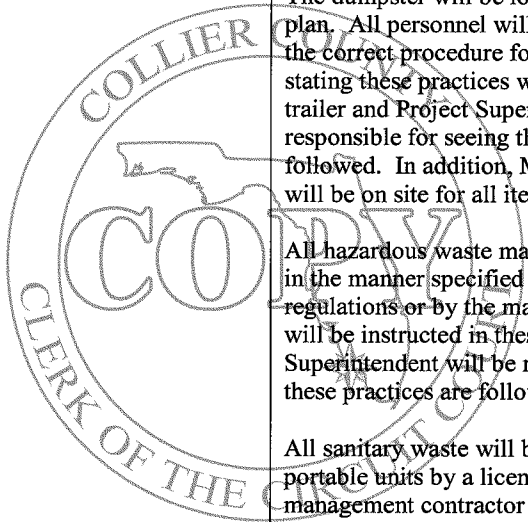 The dumpster will be lo
plan. All personnel will
the correct procedure fo
stating these practices w
trailer and Project Super
responsible for seeing th
followed. In addition, M
will be on site for all ite
All hazardous waste ma
in the manner specified
regulations or by the ma
will be instructed in thes
Superintendent will be r
these practices are follov
All sanitary waste will b
portable units by a licen
management contractor
COLLIER COUNTY
COPY
CLERK OF THE CIRCUIT COURT